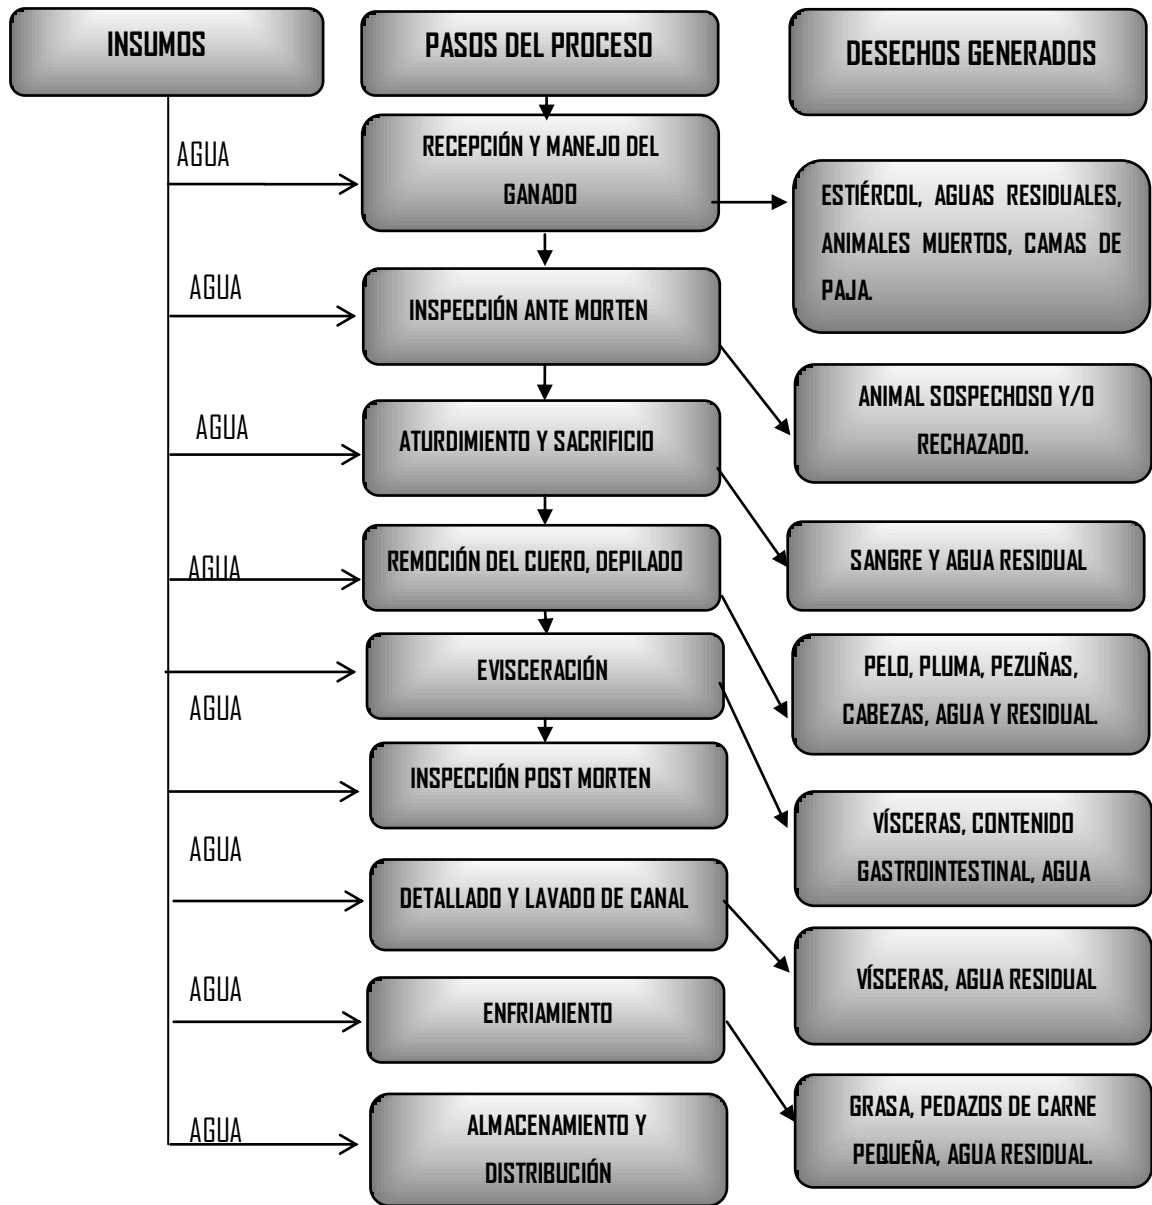 INSUMOS
PASOS DEL PROCESO
DESECHOS GENERADOS
AGUA
RECEPCIÓN Y MANEJO DEL
GANADO
ESTIÉRCOL, AGUAS RESIDUALES,
ANIMALES MUERTOS, CAMAS DE
PAJA.
AGUA
INSPECCIÓN ANTE MORTEN
ANIMAL SOSPECHOSO Y/O
RECHAZADO.
AGUA
ATURDIMIENTO Y SACRIFICIO
SANGRE Y AGUA RESIDUAL
AGUA
REMOCIÓN DEL CUERO, DEPILADO
PELO, PLUMA, PEZUÑAS,
CABEZAS, AGUA Y RESIDUAL.
EVISCERACIÓN
AGUA
VÍSCERAS, CONTENIDO
GASTROINTESTINAL, AGUA
INSPECCIÓN POST MORTEN
AGUA
DETALLADO Y LAVADO DE CANAL
VÍSCERAS, AGUA RESIDUAL
AGUA
ENFRIAMIENTO
GRASA, PEDAZOS DE CARNE
PEQUEÑA, AGUA RESIDUAL.
AGUA
ALMACENAMIENTO Y
DISTRIBUCIÓN